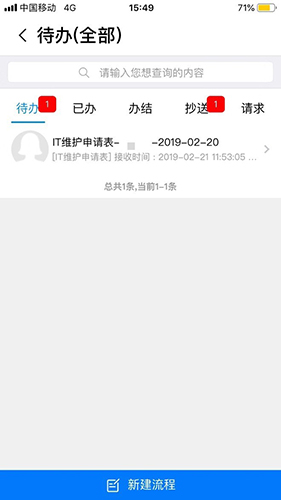 中国移动 4G 15:49 71%
待办(全部)
请输入您想查询的内容
待办 1 已办 办结 抄送 1 请求
IT维护申请表- -2019-02-20
[IT维护申请表] 接收时间：2019-02-21 11:53:05 ...
总共1条,当前1-1条
新建流程